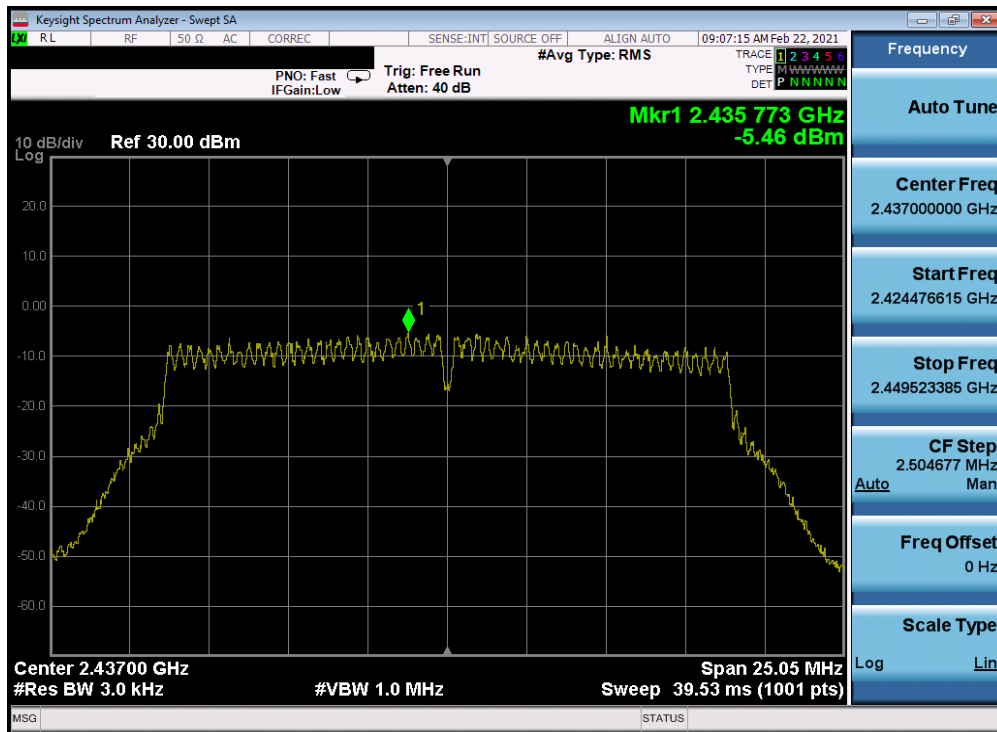 Keysight Spectrum Analyzer - Swept SA
LXI RL RF 50 Ω AC CORREC SENSE:INT SOURCE OFF ALIGN AUTO 09:07:15 AM Feb 22, 2021
#Avg Type: RMS TRACE 1 2 3 4 5 6
PNO: Fast Trig: Free Run TYPE M WWWWW
IFGain:Low Atten: 40 dB DET P N N N N N
Mkr1 2.435 773 GHz
-5.46 dBm
10 dB/div Ref 30.00 dBm
Log
20.0
10.0
0.00
1
-10.0
-20.0
-30.0
-40.0
-50.0
-60.0
Center 2.43700 GHz Span 25.05 MHz
#Res BW 3.0 kHz #VBW 1.0 MHz Sweep 39.53 ms (1001 pts)
MSG STATUS
Frequency
Auto Tune
Center Freq
2.437000000 GHz
Start Freq
2.424476615 GHz
Stop Freq
2.449523385 GHz
CF Step
2.504677 MHz
Auto Man
Freq Offset
0 Hz
Scale Type
Log Lin